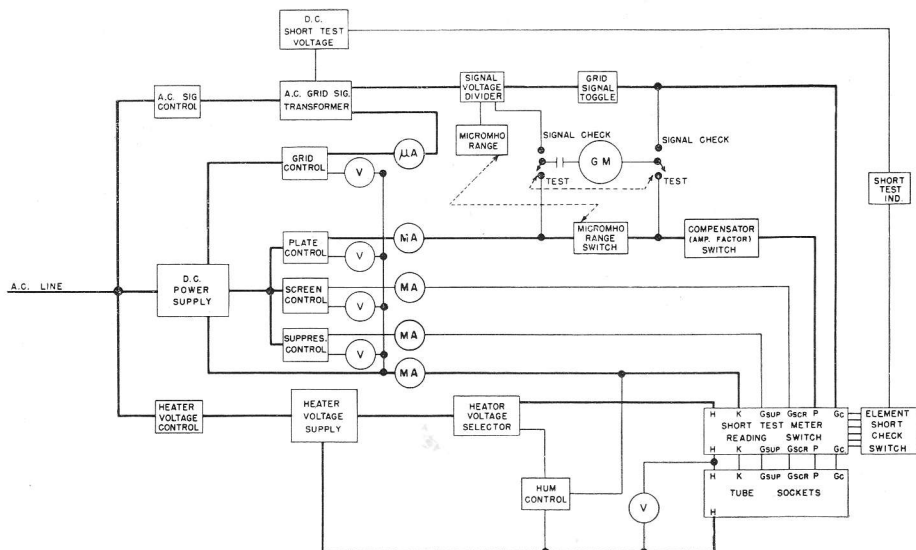 D.C.
SHORT TEST
VOLTAGE
A.C. SIG
CONTROL
A.C. GRID SIG.
TRANSFORMER
SIGNAL
VOLTAGE
DIVIDER
GRID
SIGNAL
TOGGLE
MICROMHO
RANGE
SIGNAL CHECK
SIGNAL CHECK
GM
TEST
TEST
GRID
CONTROL
V
μA
SHORT
TEST
IND.
PLATE
CONTROL
V
MA
MICROMHO
RANGE
SWITCH
COMPENSATOR
(AMP. FACTOR)
SWITCH
A.C. LINE
D.C.
POWER
SUPPLY
SCREEN
CONTROL
V
MA
SUPPRES.
CONTROL
V
MA
MA
HEATER
VOLTAGE
CONTROL
HEATER
VOLTAGE
SUPPLY
HEATOR
VOLTAGE
SELECTOR
H K GSUP GSCR P GC
SHORT TEST METER
READING SWITCH
H K GSUP GSCR P GC
ELEMENT
SHORT
CHECK
SWITCH
HUM
CONTROL
V
H K GSUP GSCR P GC
TUBE SOCKETS
H